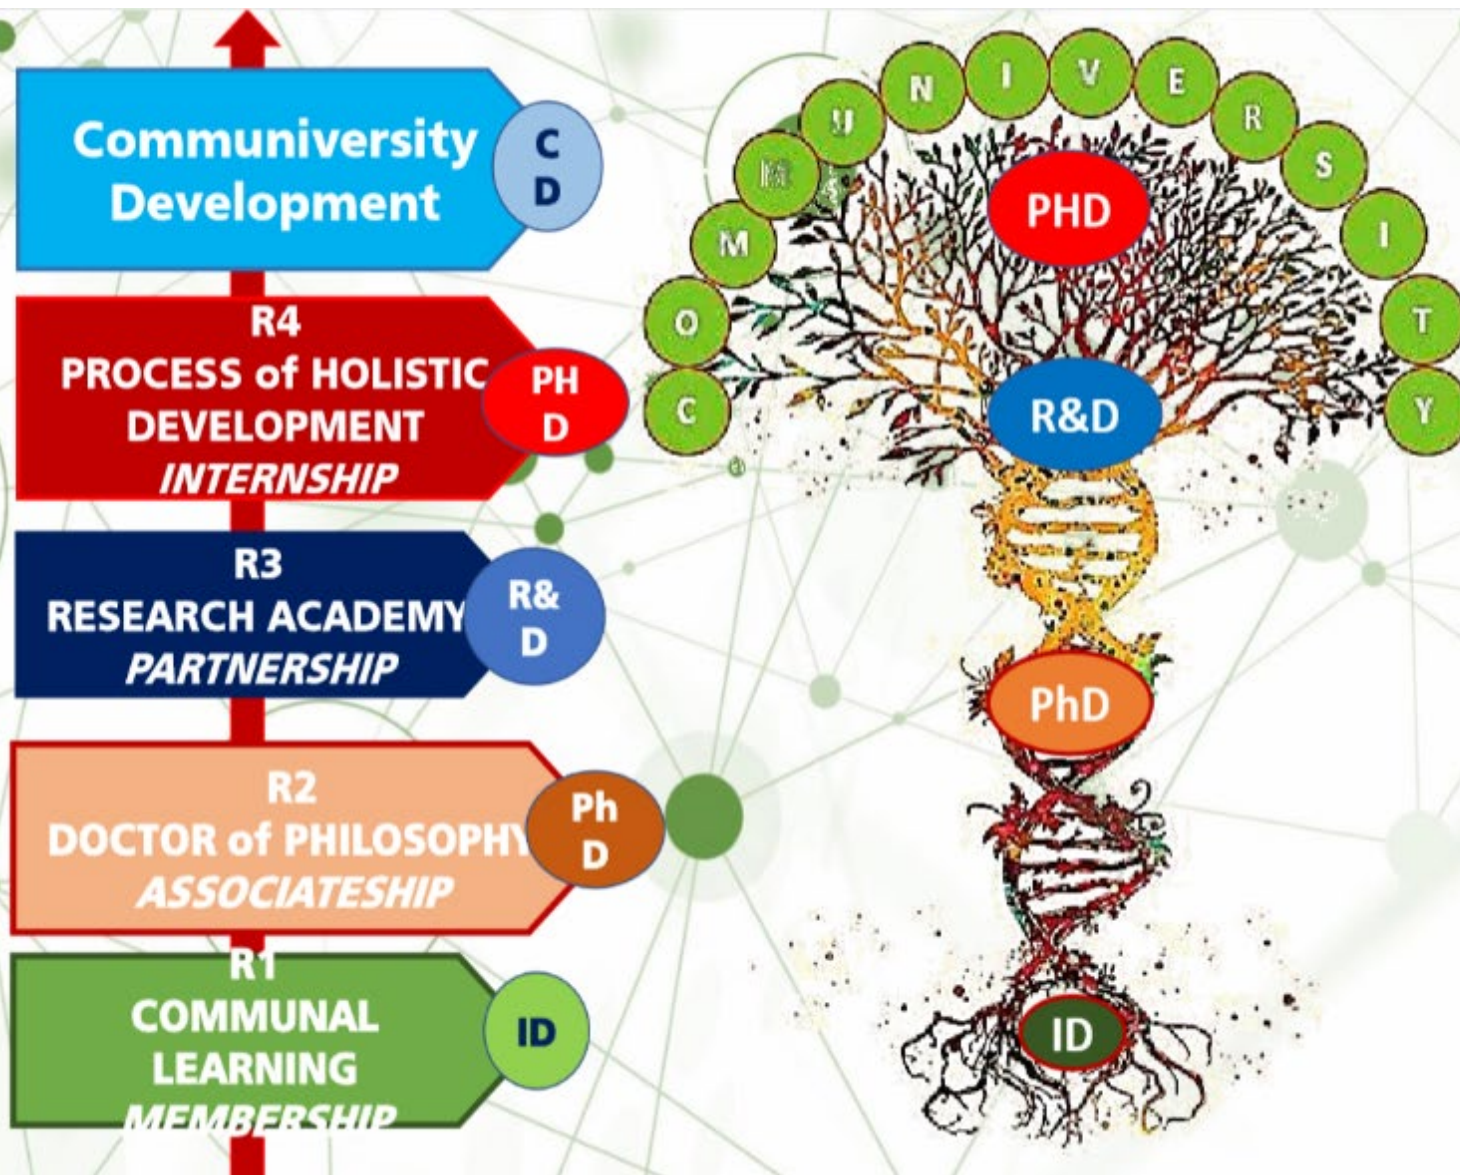 Communiversity
Development
C
D
R4
PROCESS of HOLISTIC
DEVELOPMENT
INTERNSHIP
PH
D
R3
RESEARCH ACADEMY
PARTNERSHIP
R&
D
R2
DOCTOR of PHILOSOPHY
ASSOCIATESHIP
Ph
D
R1
COMMUNAL
LEARNING
MEMBERSHIP
ID
COMMUNIVERSITY
PHD
R&D
PhD
ID